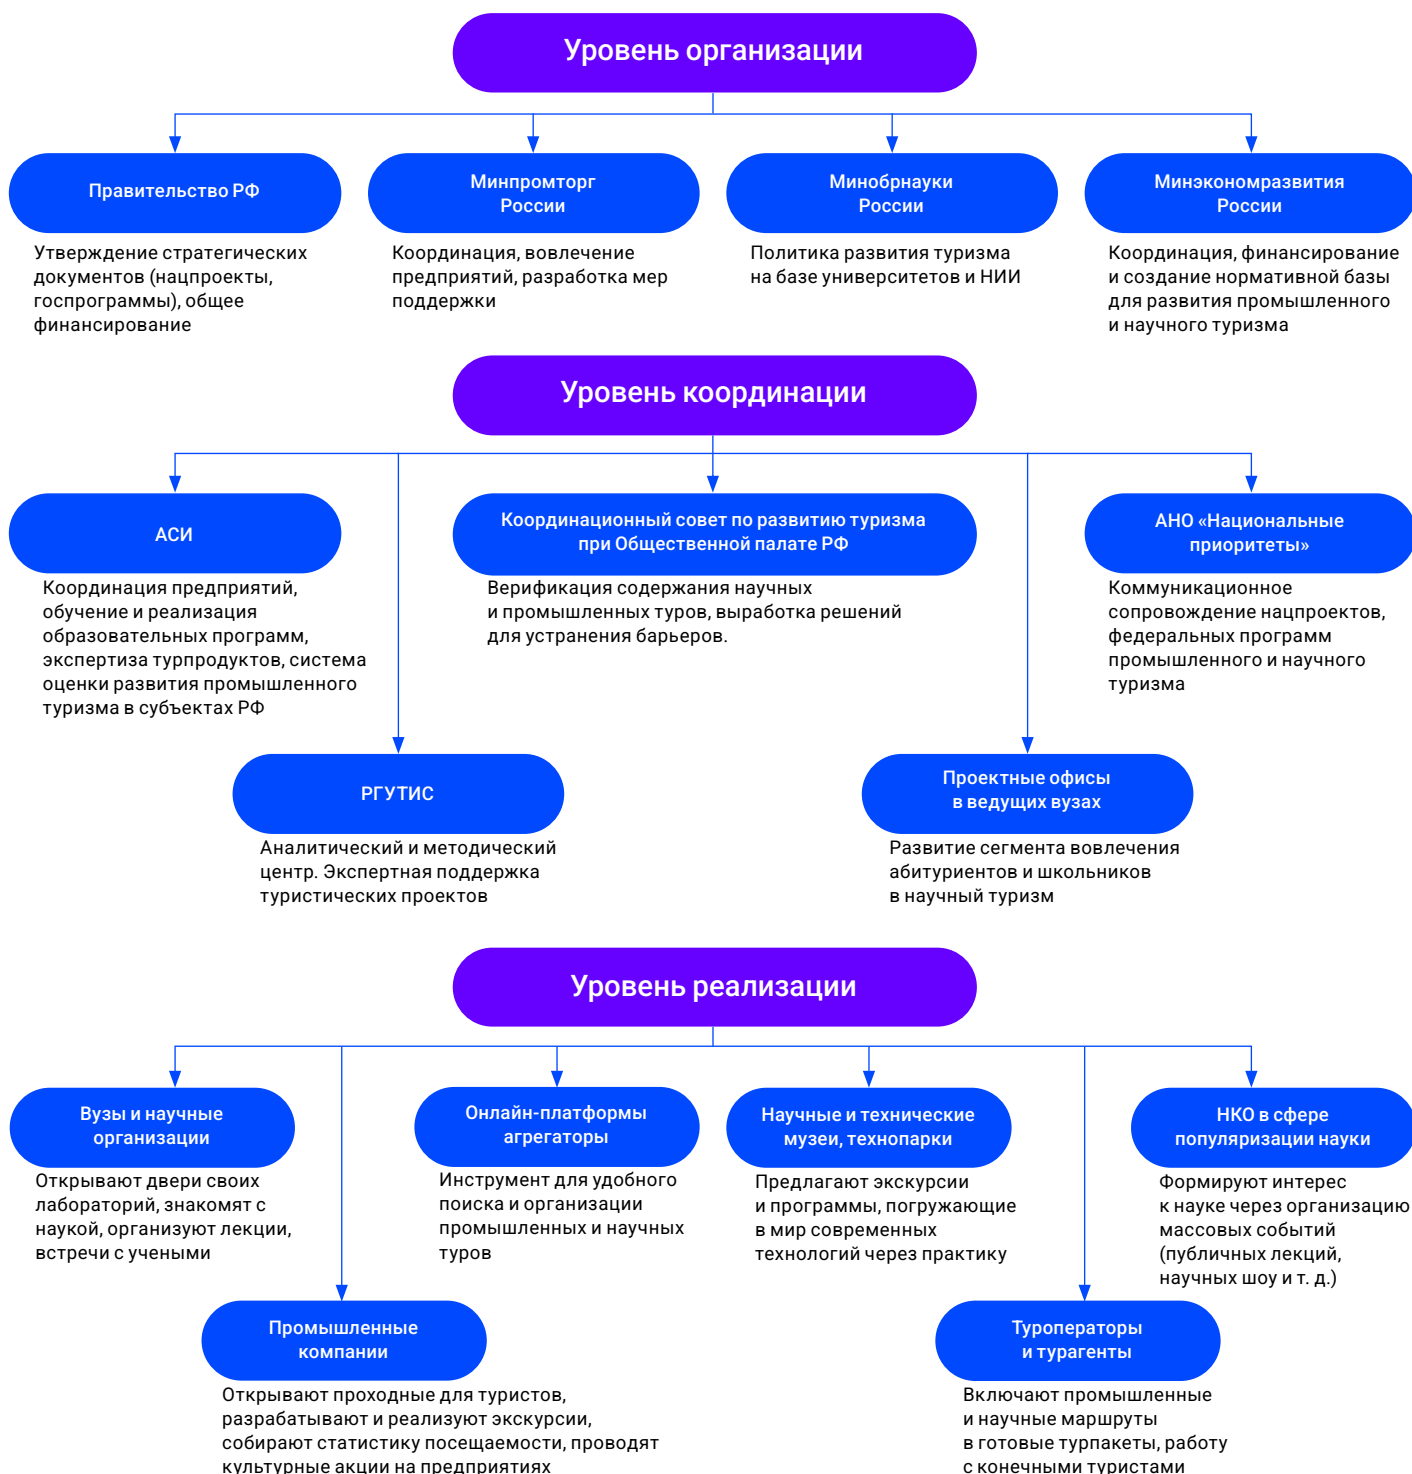 Уровень организации
Правительство РФ
Утверждение стратегических
документов (нацпроекты,
госпрограммы), общее
финансирование
Минпромторг
России
Координация, вовлечение
предприятий, разработка мер
поддержки
Минобрнауки
России
Политика развития туризма
на базе университетов и НИИ
Минэкономразвития
России
Координация, финансирование
и создание нормативной базы
для развития промышленного
и научного туризма
Уровень координации
АСИ
Координация предприятий,
обучение и реализация
образовательных программ,
экспертиза турпродуктов, система
оценки развития промышленного
туризма в субъектах РФ
Координационный совет по развитию туризма
при Общественной палате РФ
Верификация содержания научных
и промышленных туров, выработка решений
для устранения барьеров.
АНО «Национальные
приоритеты»
Коммуникационное
сопровождение нацпроектов,
федеральных программ
промышленного и научного
туризма
РГУТИС
Аналитический и методический
центр. Экспертная поддержка
туристических проектов
Проектные офисы
в ведущих вузах
Развитие сегмента вовлечения
абитуриентов и школьников
в научный туризм
Уровень реализации
Вузы и научные
организации
Открывают двери своих
лабораторий, знакомят с
наукой, организуют лекции,
встречи с учеными
Онлайн-платформы
агрегаторы
Инструмент для удобного
поиска и организации
промышленных и научных
туров
Научные и технические
музеи, технопарки
Предлагают экскурсии
и программы, погружающие
в мир современных
технологий через практику
НКО в сфере
популяризации науки
Формируют интерес
к науке через организацию
массовых событий
(публичных лекций,
научных шоу и т. д.)
Промышленные
компании
Открывают проходные для туристов,
разрабатывают и реализуют экскурсии,
собирают статистику посещаемости, проводят
культурные акции на предприятиях
Туроператоры
и турагенты
Включают промышленные
и научные маршруты
в готовые турпакеты, работу
с конечными туристами